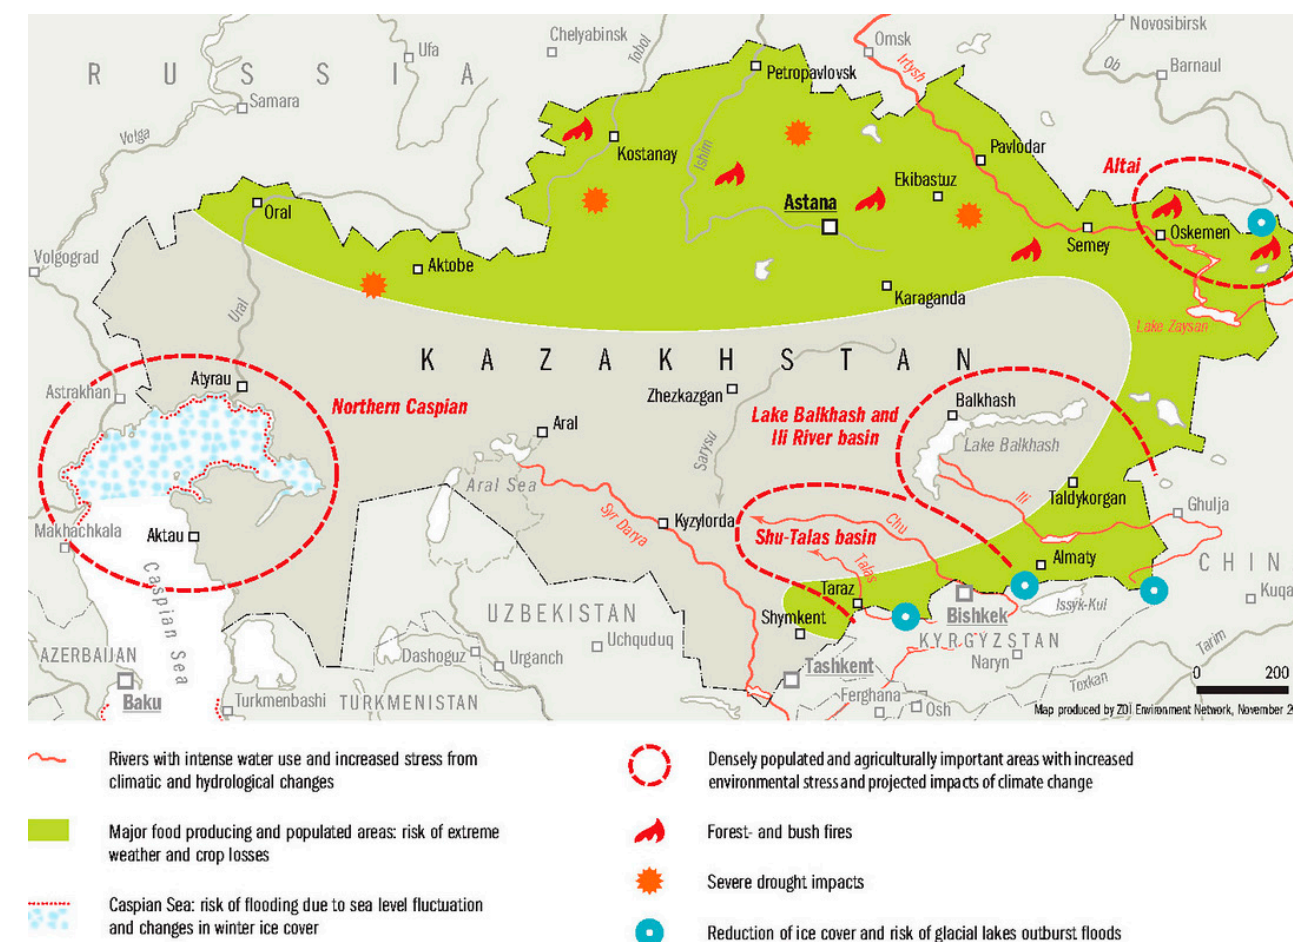 Novosibirsk
Chelyabinsk
Omsk
Ufa
Tobol
Irtysh
Ob
Barnaul
RUSSIA
Petropavlovsk
Samara
Volga
Kostanay
Ishim
Pavlodar
Altai
Ekibastuz
Astana
Oral
Semey
Oskemen
Volgograd
Aktobe
Karaganda
Ural
Lake Zaysan
KAZAKHSTAN
Astrakhan
Atyrau
Northern Caspian
Zhezkazgan
Lake Balkhash and
Ili River basin
Balkhash
Aral
Lake Balkhash
Sarysu
Aral Sea
Taldykorgan
Ili
Ghulja
Syr Darya
Kyzylorda
Chu
Makhachkala
Aktau
Shu-Talas basin
Talas
Almaty
CHIN
Caspian Sea
Taraz
Kuqa
UZBEKISTAN
Bishkek
Issyk-Kul
Shymkent
Uchquduq
KYRGYZSTAN
AZERBAIJAN
Dashoguz
Urganch
Naryn
Tarim
Tashkent
Toxkan
0 200
Baku
Turkmenbashi
TURKMENISTAN
Ferghana
Osh
Map produced by ZOÏ Environment Network, November 2
Rivers with intense water use and increased stress from
climatic and hydrological changes
Major food producing and populated areas: risk of extreme
weather and crop losses
Caspian Sea: risk of flooding due to sea level fluctuation
and changes in winter ice cover
Densely populated and agriculturally important areas with increased
environmental stress and projected impacts of climate change
Forest- and bush fires
Severe drought impacts
Reduction of ice cover and risk of glacial lakes outburst floods